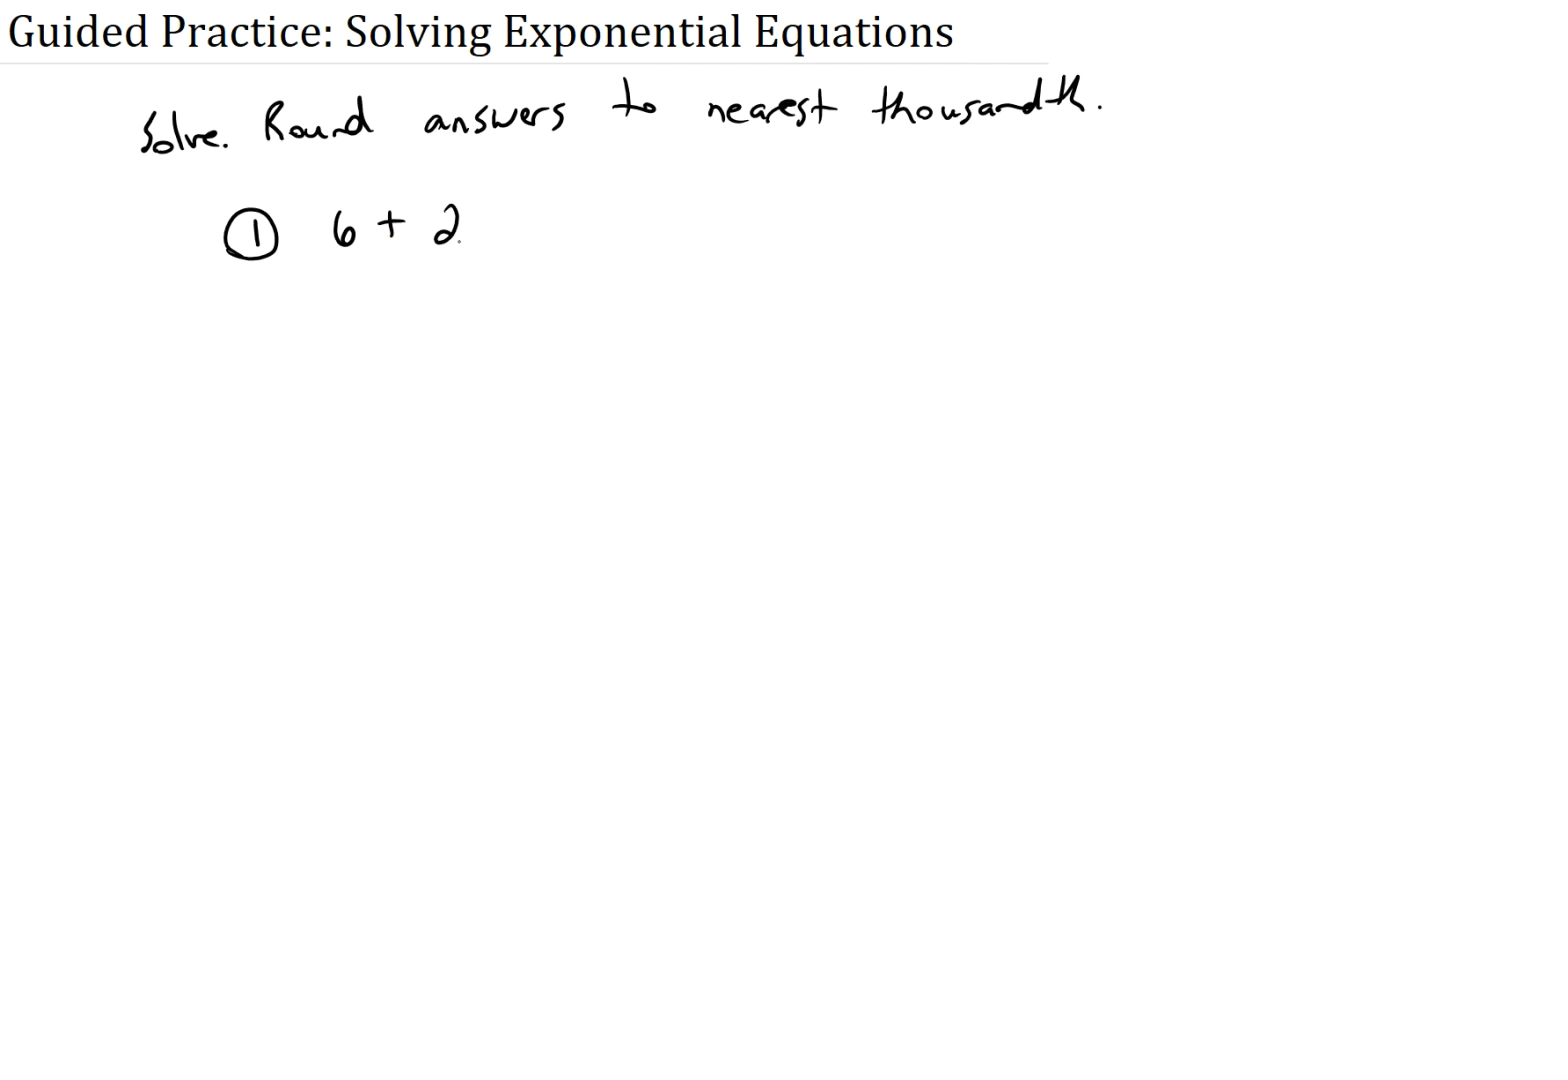 Guided Practice: Solving Exponential Equations
Solve. Round answers to nearest thousandth.
① 6 + 2